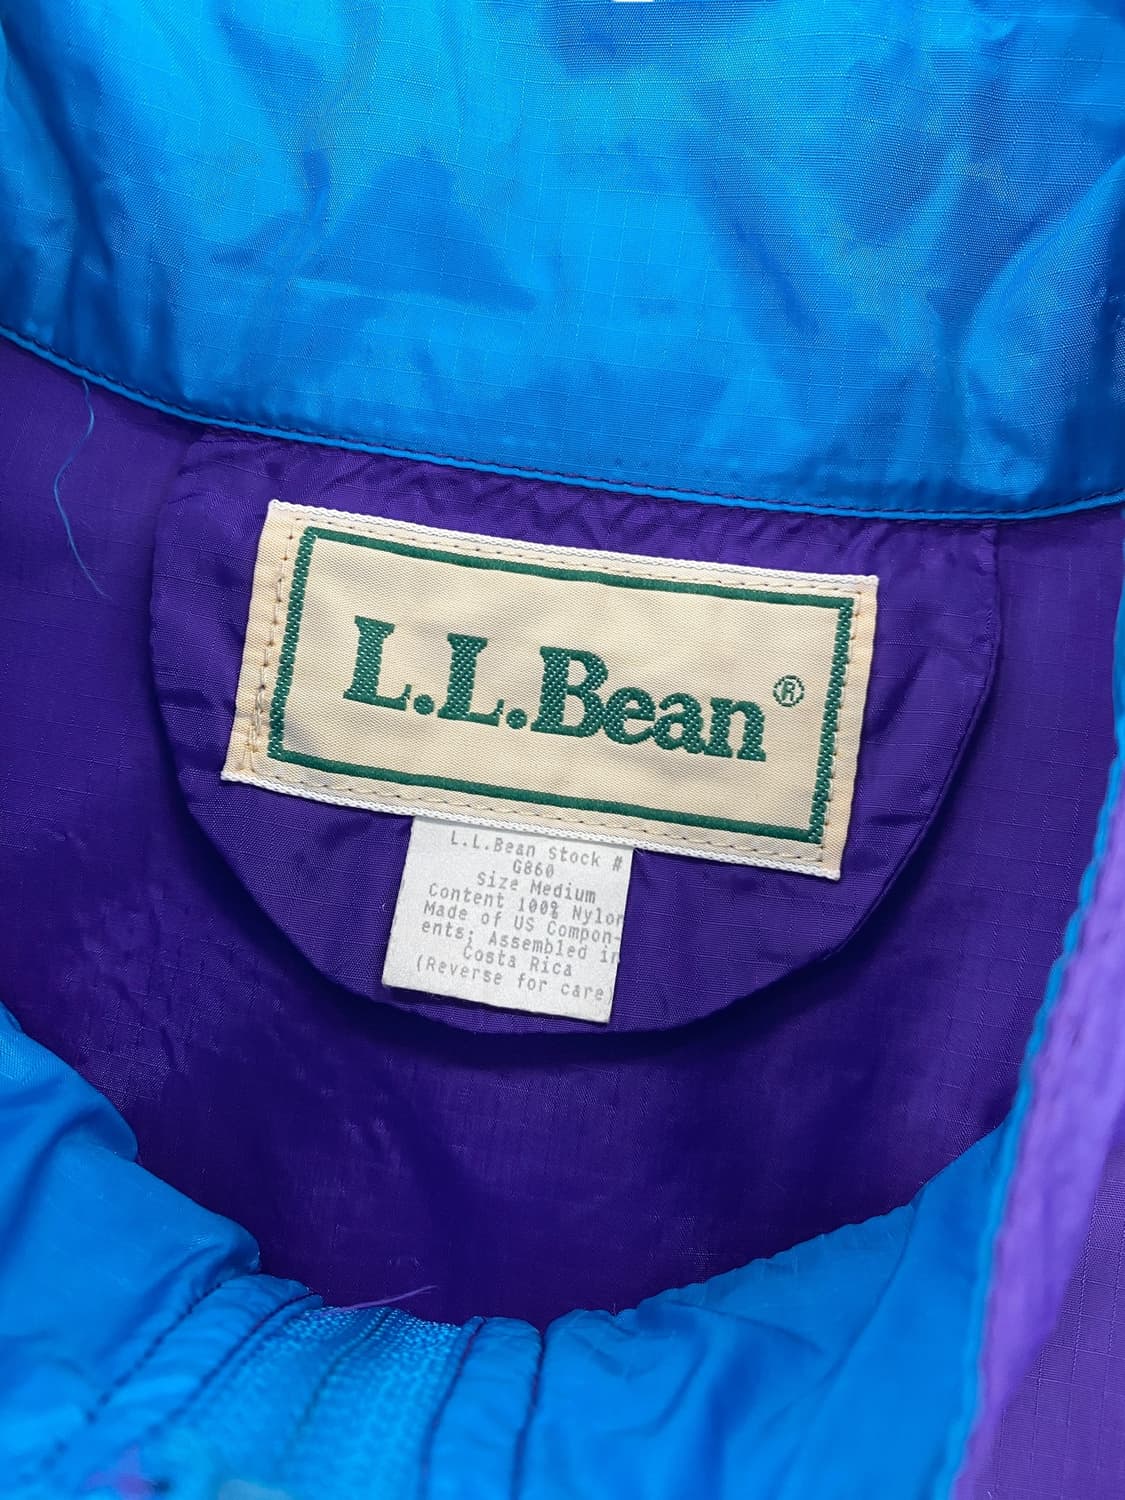 L.L.Bean®
L.L.Bean Stock #
G860
Size Medium
Content 100% Nylon
Made of US Compon-
ents; Assembled in
Costa Rica
(Reverse for care)